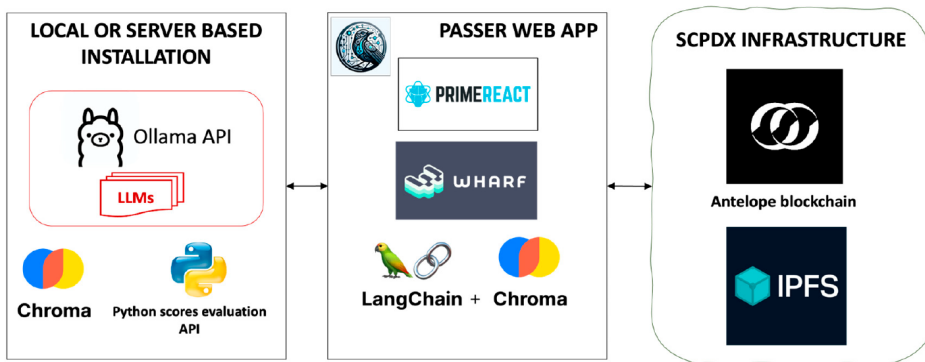 LOCAL OR SERVER BASED
INSTALLATION
Ollama API
LLMs
Chroma
Python scores evaluation
API
PASSER WEB APP
PRIMEREACT
WHARF
LangChain + Chroma
SCPDX INFRASTRUCTURE
Antelope blockchain
IPFS